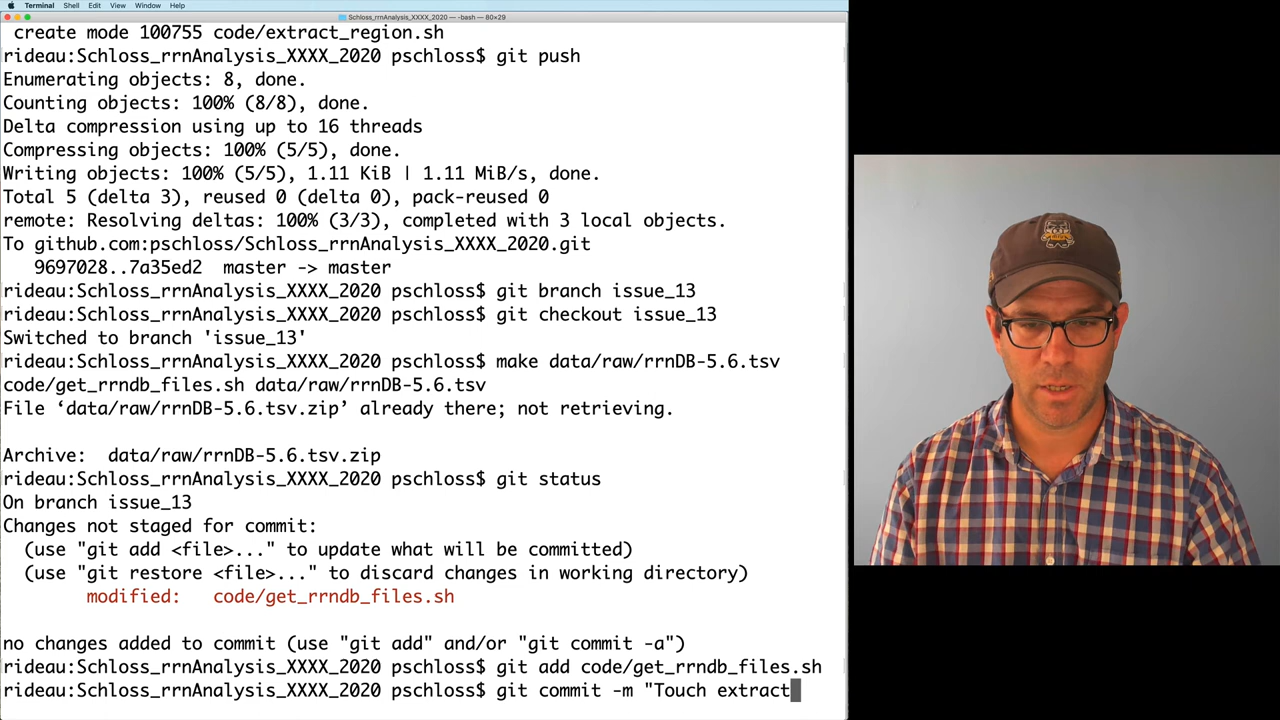 Terminal Shell Edit View Window Help
Schloss_rrnAnalysis_XXXX_2020 — -bash — 80×29
create mode 100755 code/extract_region.sh
rideau:Schloss_rrnAnalysis_XXXX_2020 pschloss$ git push
Enumerating objects: 8, done.
Counting objects: 100% (8/8), done.
Delta compression using up to 16 threads
Compressing objects: 100% (5/5), done.
Writing objects: 100% (5/5), 1.11 KiB | 1.11 MiB/s, done.
Total 5 (delta 3), reused 0 (delta 0), pack-reused 0
remote: Resolving deltas: 100% (3/3), completed with 3 local objects.
To github.com:pschloss/Schloss_rrnAnalysis_XXXX_2020.git
9697028..7a35ed2 master -> master
rideau:Schloss_rrnAnalysis_XXXX_2020 pschloss$ git branch issue_13
rideau:Schloss_rrnAnalysis_XXXX_2020 pschloss$ git checkout issue_13
Switched to branch 'issue_13'
rideau:Schloss_rrnAnalysis_XXXX_2020 pschloss$ make data/raw/rrnDB-5.6.tsv
code/get_rrndb_files.sh data/raw/rrnDB-5.6.tsv
File ‘data/raw/rrnDB-5.6.tsv.zip’ already there; not retrieving.
Archive: data/raw/rrnDB-5.6.tsv.zip
rideau:Schloss_rrnAnalysis_XXXX_2020 pschloss$ git status
On branch issue_13
Changes not staged for commit:
(use "git add <file>..." to update what will be committed)
(use "git restore <file>..." to discard changes in working directory)
modified: code/get_rrndb_files.sh
no changes added to commit (use "git add" and/or "git commit -a")
rideau:Schloss_rrnAnalysis_XXXX_2020 pschloss$ git add code/get_rrndb_files.sh
rideau:Schloss_rrnAnalysis_XXXX_2020 pschloss$ git commit -m "Touch extract